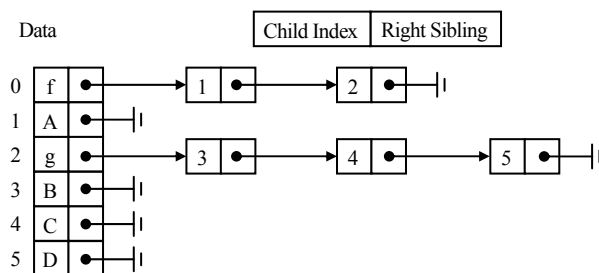 Data Child Index Right Sibling
0 f 1 2
1 A
2 g 3 4 5
3 B
4 C
5 D